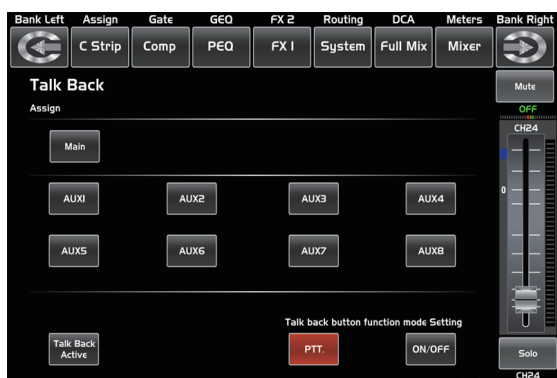 Bank Left Assign Gate GEQ FX 2 Routing DCA Meters Bank Right
C Strip Comp PEQ FX 1 System Full Mix Mixer
Talk Back
Mute
Assign
OFF
CH24
Main
AUX1 AUX2 AUX3 AUX4
0
AUX5 AUX6 AUX7 AUX8
Talk back button function mode Setting
Talk Back
Active
PTT. ON/OFF
Solo
CH24